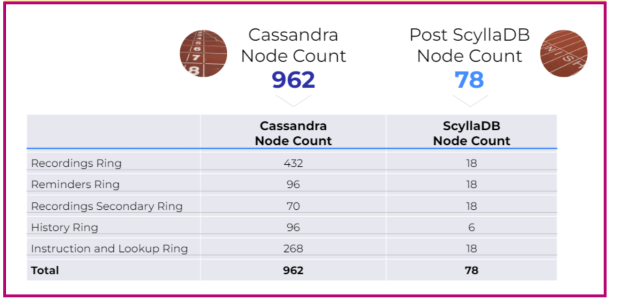 Cassandra
Node Count
962
Post ScyllaDB
Node Count
78
Cassandra Node Count ScyllaDB Node Count
Recordings Ring 432 18
Reminders Ring 96 18
Recordings Secondary Ring 70 18
History Ring 96 6
Instruction and Lookup Ring 268 18
Total 962 78